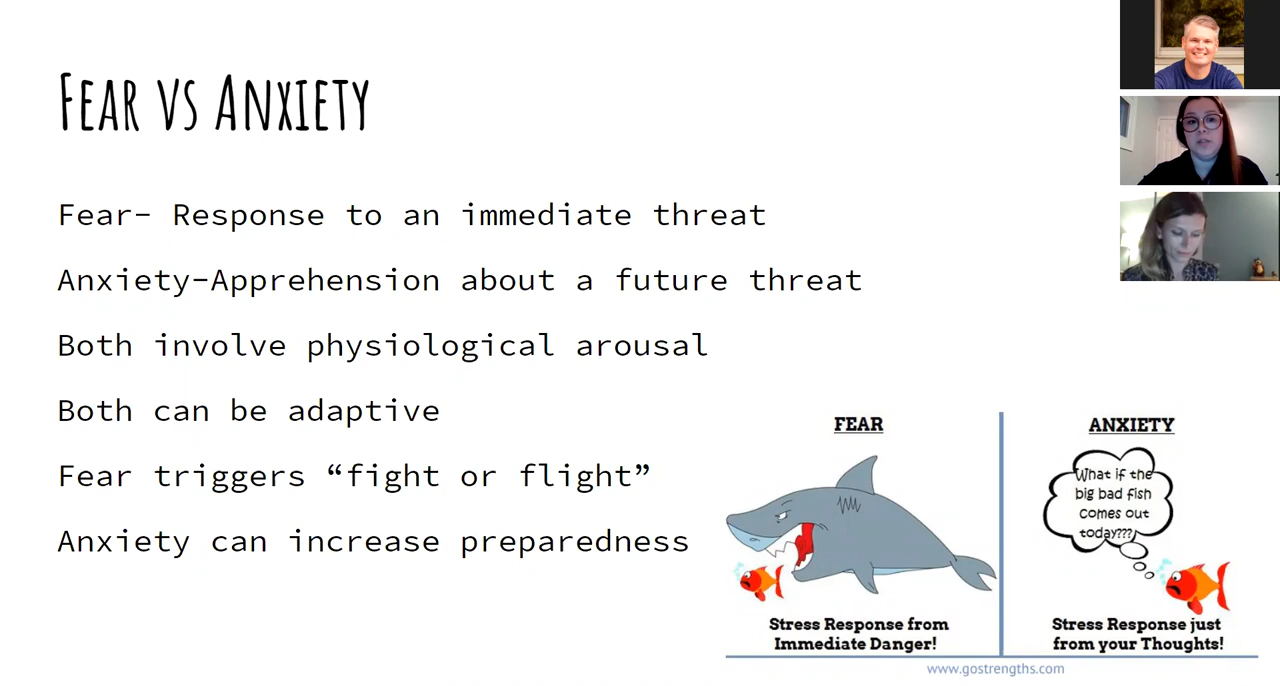 Fear vs Anxiety
Fear- Response to an immediate threat
Anxiety-Apprehension about a future threat
Both involve physiological arousal
Both can be adaptive
Fear triggers “fight or flight”
Anxiety can increase preparedness
FEAR
Stress Response from
Immediate Danger!
ANXIETY
What if the
big bad fish
comes out
today???
Stress Response just
from your Thoughts!
www.gostrengths.com